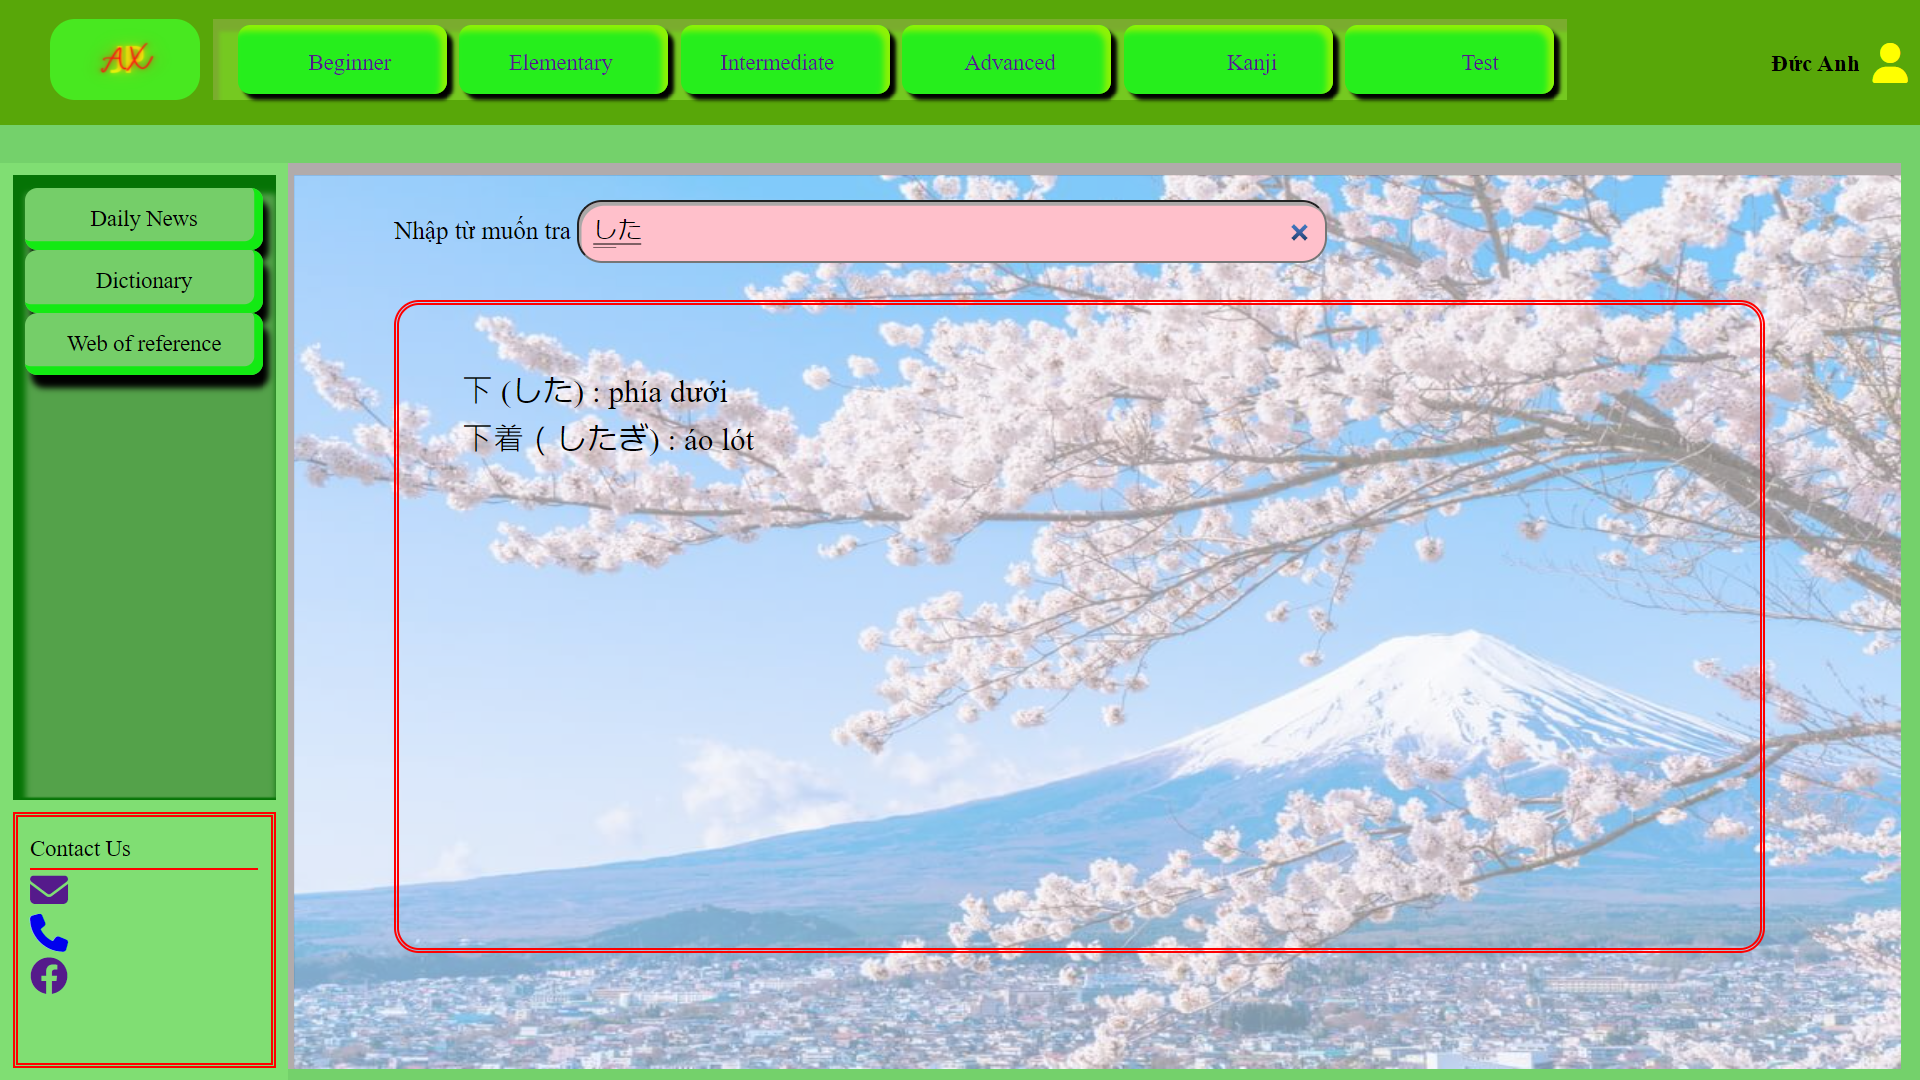 AX
Beginner
Elementary
Intermediate
Advanced
Kanji
Test
Đức Anh
Daily News
Dictionary
Web of reference
Nhập từ muốn tra
した
下 (した) : phía dưới
下着 ( したぎ) : áo lót
Contact Us